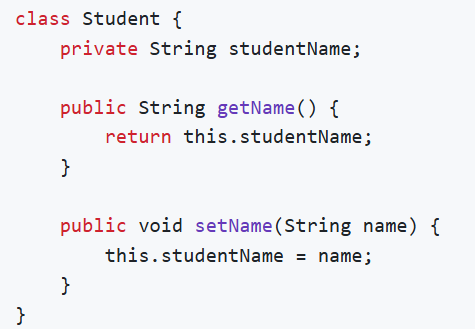 class Student {
    private String studentName;

    public String getName() {
        return this.studentName;
    }

    public void setName(String name) {
        this.studentName = name;
    }
}